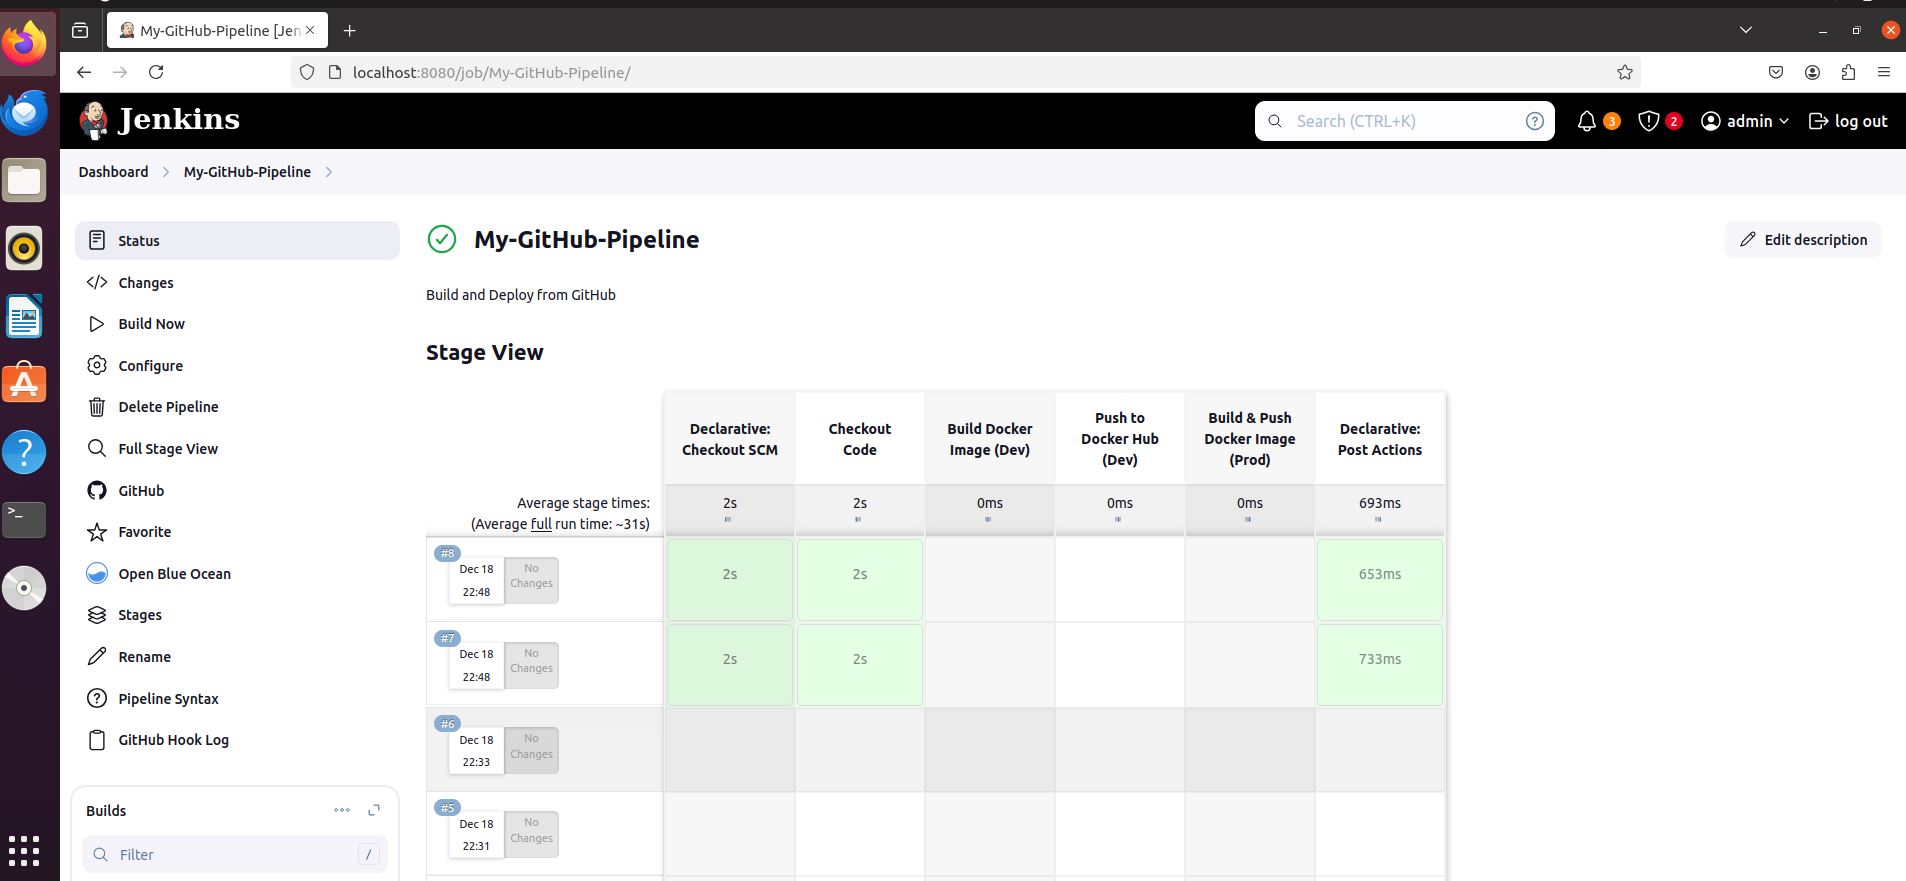 My-GitHub-Pipeline [Jen
localhost:8080/job/My-GitHub-Pipeline/
Jenkins
Search (CTRL+K)
?
3
2
admin
log out
Dashboard
My-GitHub-Pipeline
Status
Changes
Build Now
Configure
Delete Pipeline
Full Stage View
GitHub
Favorite
Open Blue Ocean
Stages
Rename
Pipeline Syntax
GitHub Hook Log
Builds
Filter
/
My-GitHub-Pipeline
Edit description
Build and Deploy from GitHub
Stage View
Declarative:
Checkout SCM
Checkout
Code
Build Docker
Image (Dev)
Push to
Docker Hub
(Dev)
Build & Push
Docker Image
(Prod)
Declarative:
Post Actions
Average stage times:
(Average full run time: ~31s)
2s
2s
0ms
0ms
0ms
693ms
#8
Dec 18
22:48
No
Changes
2s
2s
653ms
#7
Dec 18
22:48
No
Changes
2s
2s
733ms
#6
Dec 18
22:33
No
Changes
#5
Dec 18
22:31
No
Changes